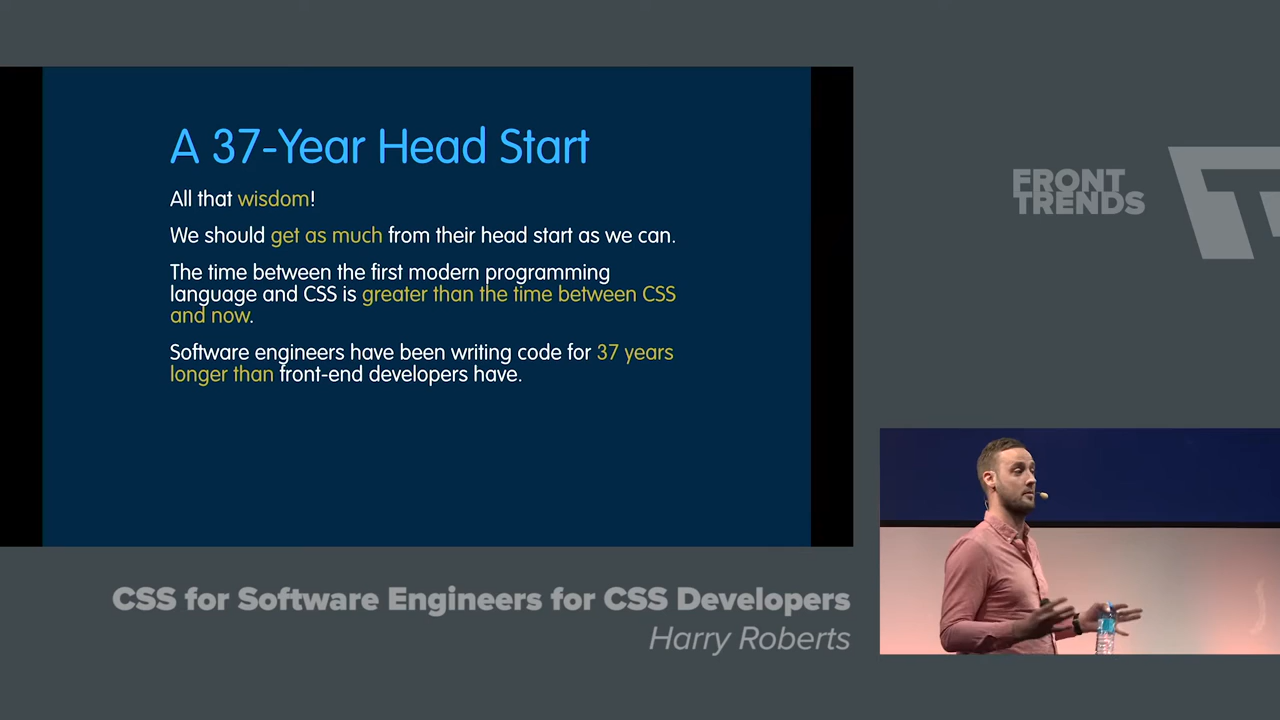 A 37-Year Head Start
All that wisdom!
We should get as much from their head start as we can.
The time between the first modern programming
language and CSS is greater than the time between CSS
and now.
Software engineers have been writing code for 37 years
longer than front-end developers have.
FRONT
TRENDS
CSS for Software Engineers for CSS Developers
Harry Roberts